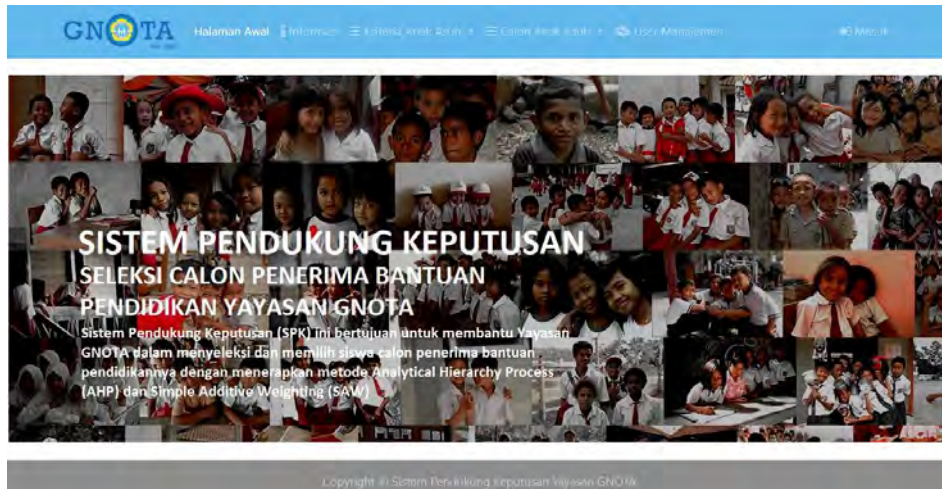 GNOTA
Halaman Awal Informasi Kriteria Anak Asuh Calon Anak Asuh User Manajemen Masuk
SISTEM PENDUKUNG KEPUTUSAN
SELEKSI CALON PENERIMA BANTUAN
PENDIDIKAN YAYASAN GNOTA
Sistem Pendukung Keputusan (SPK) ini bertujuan untuk membantu Yayasan
GNOTA dalam menyeleksi dan memilih siswa calon penerima bantuan
pendidikannya dengan menerapkan metode Analytical Hierarchy Process
(AHP) dan Simple Additive Weighting (SAW)
Copyright © Sistem Pendukung Keputusan Yayasan GNOTA